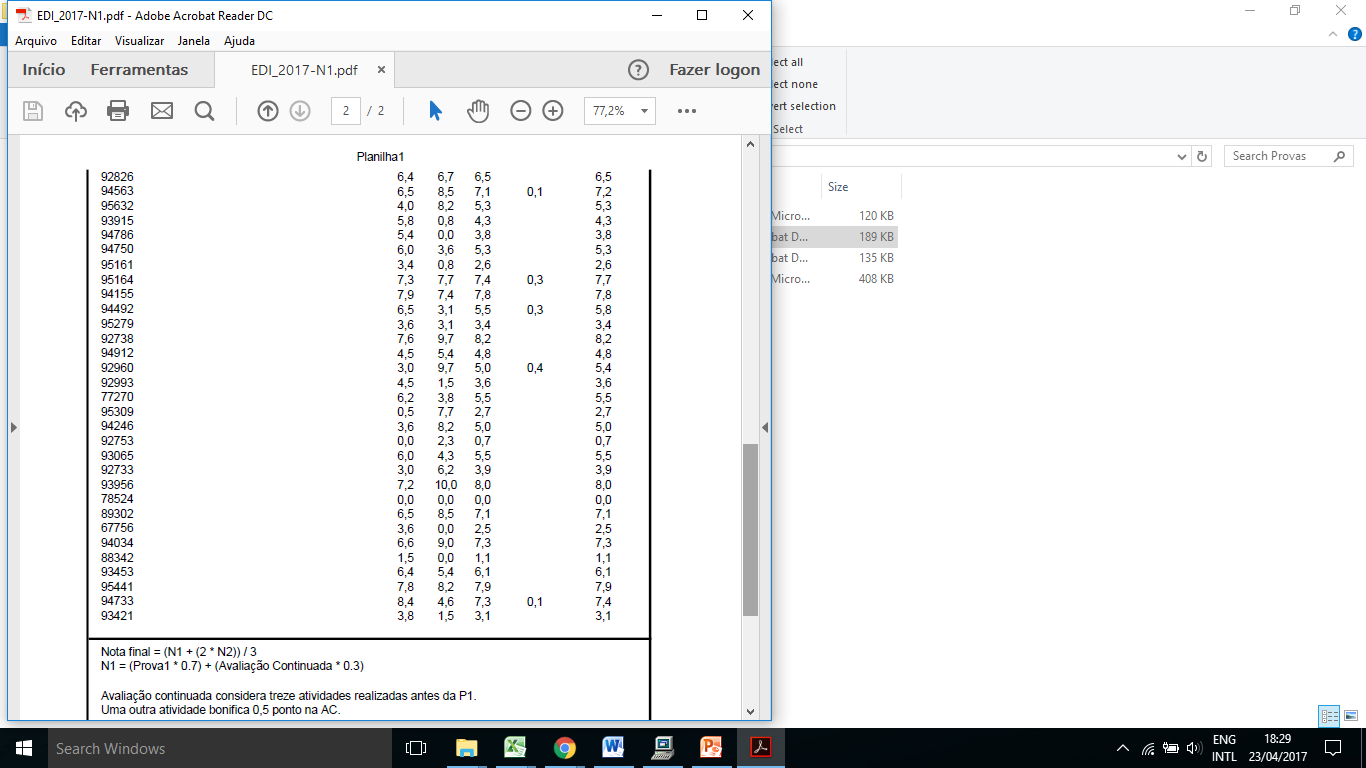 EDI_2017-N1.pdf - Adobe Acrobat Reader DC
Arquivo Editar Visualizar Janela Ajuda
Início Ferramentas EDI_2017-N1.pdf × ? Fazer logon
2 / 2 77,2%
Planilha1
92826 6,4 6,7 6,5 6,5
94563 6,5 8,5 7,1 0,1 7,2
95632 4,0 8,2 5,3 5,3
93915 5,8 0,8 4,3 4,3
94786 5,4 0,0 3,8 3,8
94750 6,0 3,6 5,3 5,3
95161 3,4 0,8 2,6 2,6
95164 7,3 7,7 7,4 0,3 7,7
94155 7,9 7,4 7,8 7,8
94492 6,5 3,1 5,5 0,3 5,8
95279 3,6 3,1 3,4 3,4
92738 7,6 9,7 8,2 8,2
94912 4,5 5,4 4,8 4,8
92960 3,0 9,7 5,0 0,4 5,4
92993 4,5 1,5 3,6 3,6
77270 6,2 3,8 5,5 5,5
95309 0,5 7,7 2,7 2,7
94246 3,6 8,2 5,0 5,0
92753 0,0 2,3 0,7 0,7
93065 6,0 4,3 5,5 5,5
92733 3,0 6,2 3,9 3,9
93956 7,2 10,0 8,0 8,0
78524 0,0 0,0 0,0 0,0
89302 6,5 8,5 7,1 7,1
67756 3,6 0,0 2,5 2,5
94034 6,6 9,0 7,3 7,3
88342 1,5 0,0 1,1 1,1
93453 6,4 5,4 6,1 6,1
95441 7,8 8,2 7,9 7,9
94733 8,4 4,6 7,3 0,1 7,4
93421 3,8 1,5 3,1 3,1
Nota final = (N1 + (2 * N2)) / 3
N1 = (Prova1 * 0.7) + (Avaliação Continuada * 0.3)
Avaliação continuada considera treze atividades realizadas antes da P1.
Uma outra atividade bonifica 0,5 ponto na AC.
ect all
ect none
ert selection
Select
Search Provas
Size
Micro... 120 KB
bat D... 189 KB
bat D... 135 KB
Micro... 408 KB
Search Windows
ENG 18:29
INTL 23/04/2017